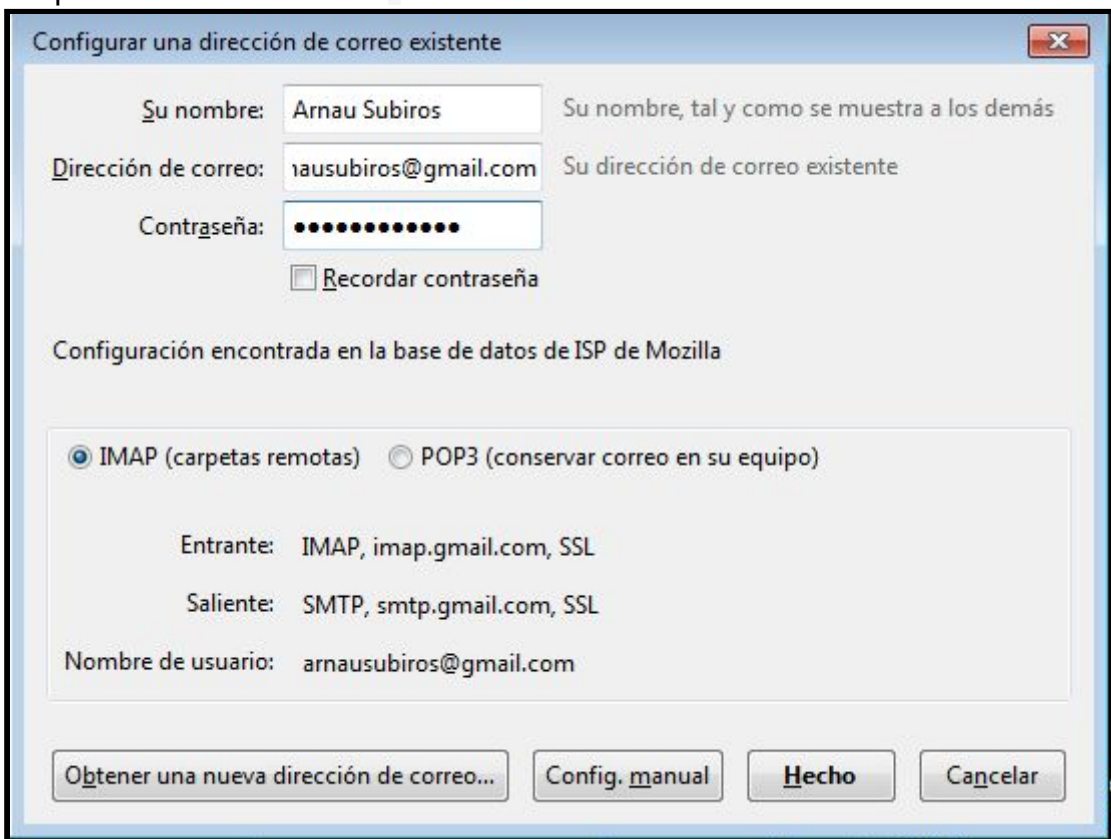 Configurar una dirección de correo existente
Su nombre: Arnau Subiros Su nombre, tal y como se muestra a los demás
Dirección de correo: nausubiros@gmail.com Su dirección de correo existente
Contraseña: ••••••••••••
Recordar contraseña
Configuración encontrada en la base de datos de ISP de Mozilla
IMAP (carpetas remotas) POP3 (conservar correo en su equipo)
Entrante: IMAP, imap.gmail.com, SSL
Saliente: SMTP, smtp.gmail.com, SSL
Nombre de usuario: arnausubiros@gmail.com
Obtener una nueva dirección de correo... Config. manual Hecho Cancelar